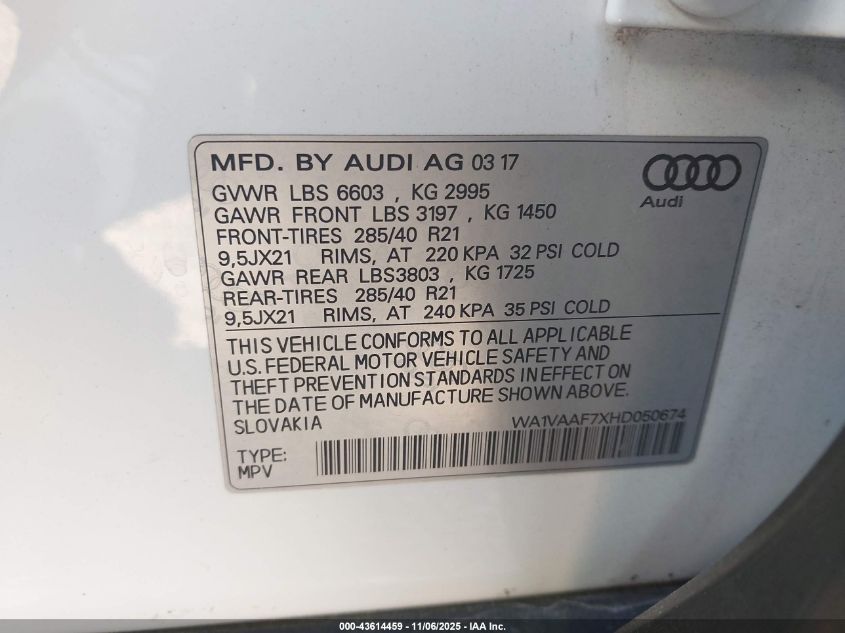 MFD. BY AUDI AG 03 17
GVWR LBS 6603 , KG 2995
GAWR FRONT LBS 3197 , KG 1450
FRONT-TIRES 285/40 R21
9,5JX21 RIMS, AT 220 KPA 32 PSI COLD
GAWR REAR LBS3803 , KG 1725
REAR-TIRES 285/40 R21
9,5JX21 RIMS, AT 240 KPA 35 PSI COLD
Audi
THIS VEHICLE CONFORMS TO ALL APPLICABLE
U.S. FEDERAL MOTOR VEHICLE SAFETY AND
THEFT PREVENTION STANDARDS IN EFFECT ON
THE DATE OF MANUFACTURE SHOWN ABOVE.
SLOVAKIA WA1VAAF7XHD050674
TYPE:
MPV
000-43614459 - 11/06/2025 - IAA Inc.